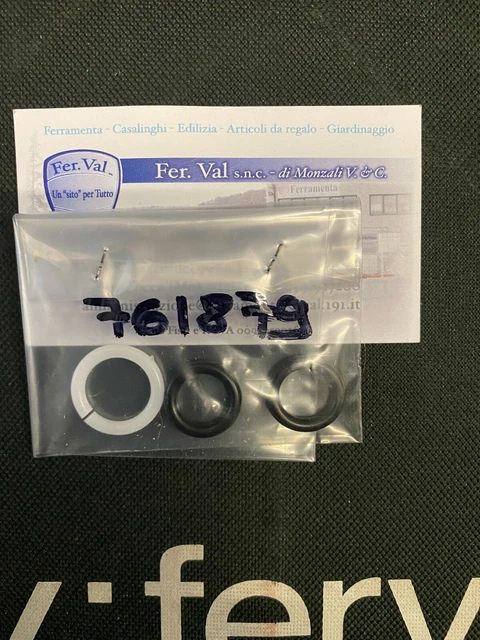 Ferramenta - Casalinghi - Edilizia - Articoli da regalo - Giardinaggio
Fer. Val.
Un "sito" per Tutto
Fer. Val s.n.c. - di Monzali V. & C.
Ferramenta
761879
fery